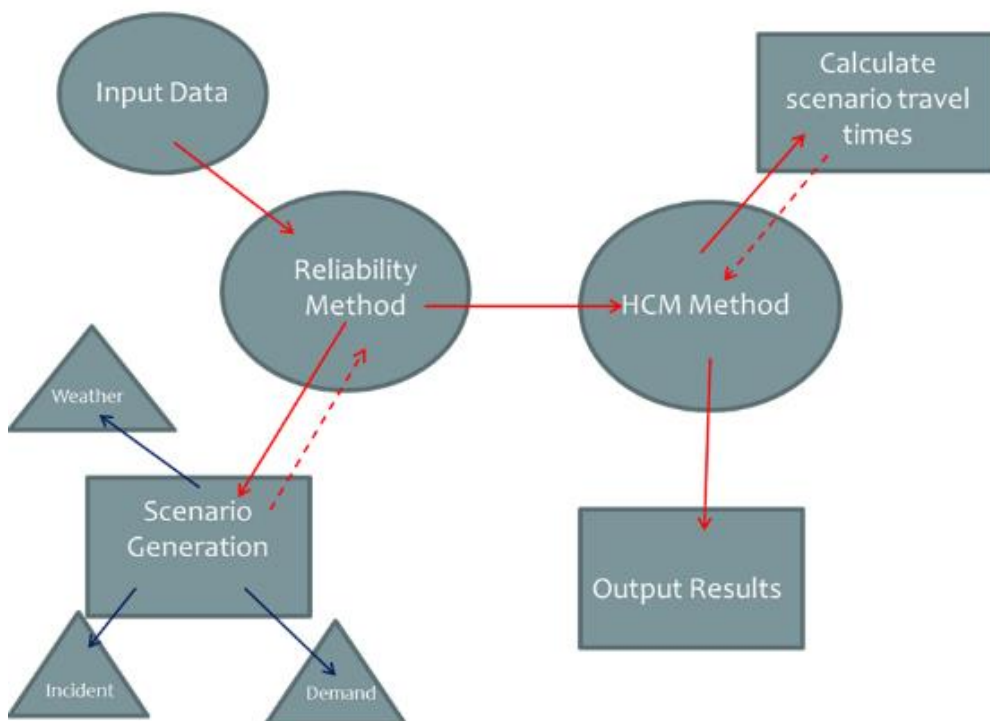 Input Data
Calculate
scenario travel
times
Reliability
Method
HCM Method
Weather
Scenario
Generation
Output Results
Incident
Demand